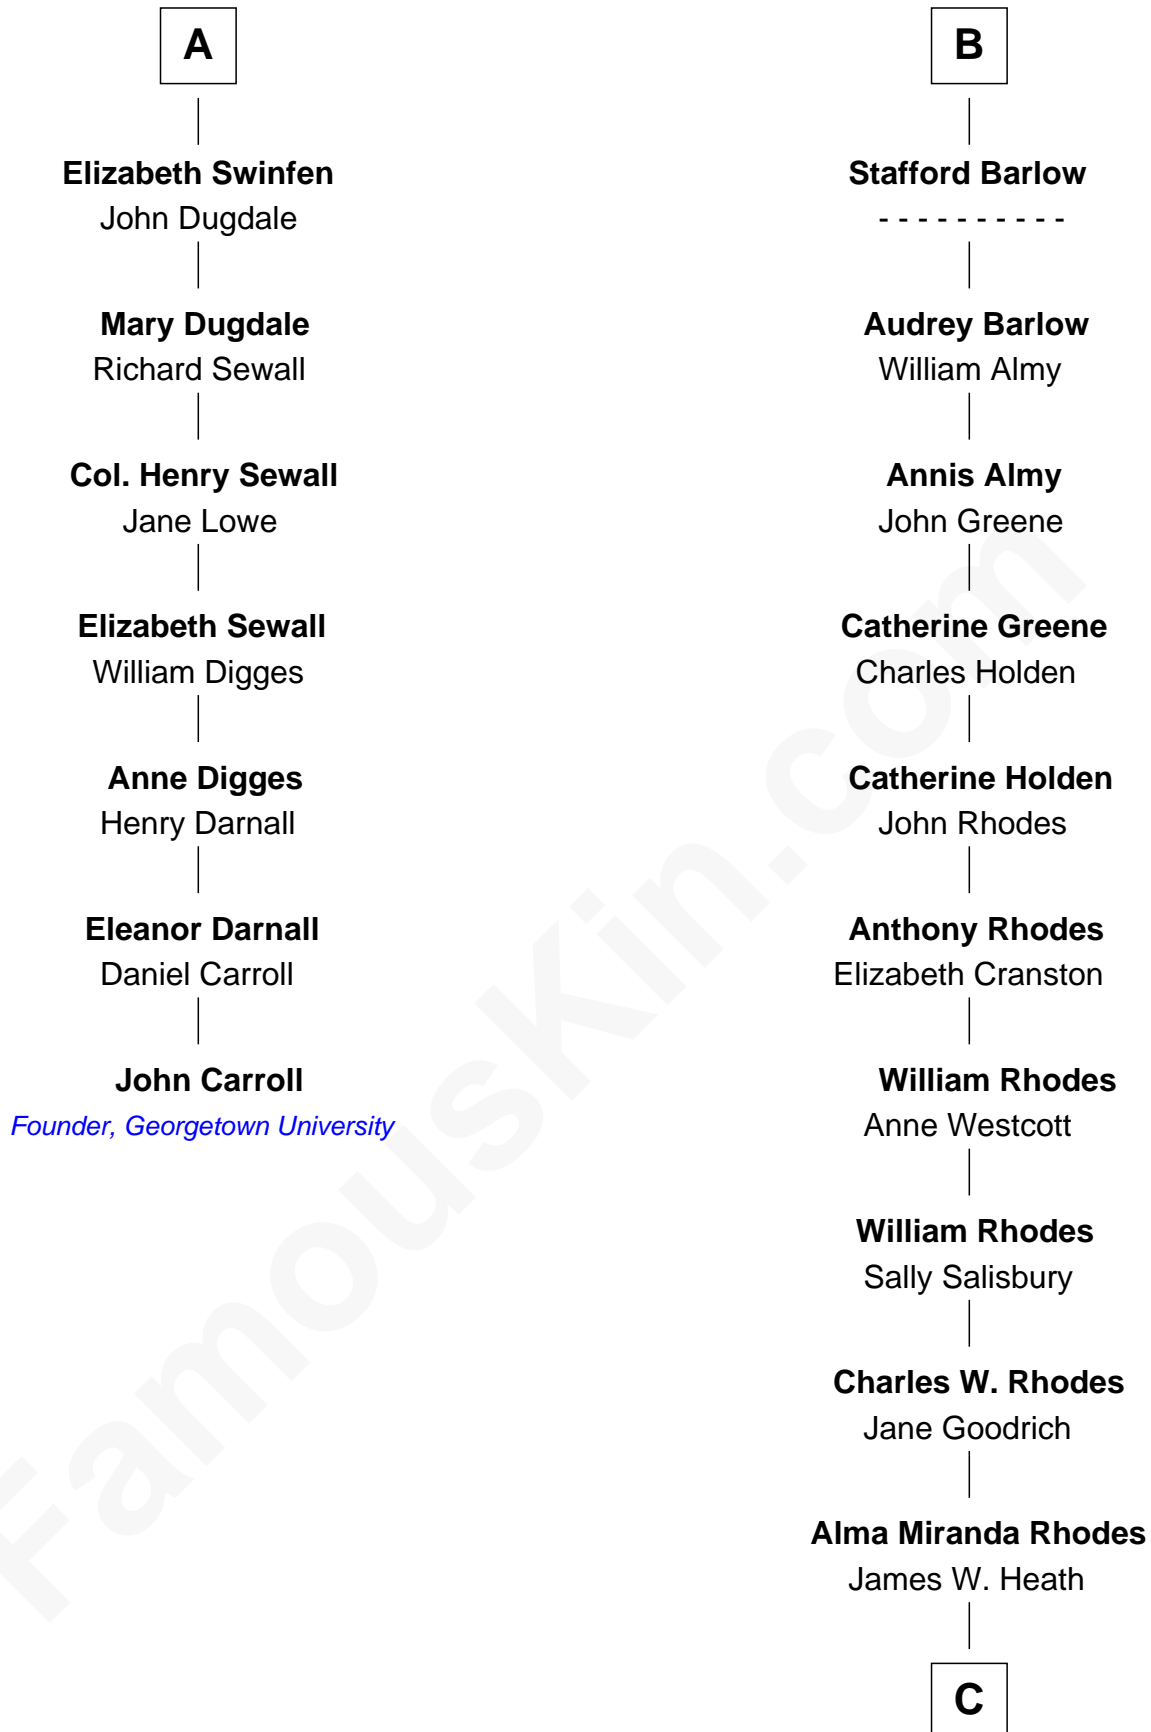 A
Elizabeth Swinfen
John Dugdale
Mary Dugdale
Richard Sewall
Col. Henry Sewall
Jane Lowe
Elizabeth Sewall
William Digges
Anne Digges
Henry Darnall
Eleanor Darnall
Daniel Carroll
John Carroll
Founder, Georgetown University
B
Stafford Barlow
- - - - - - - - - -
Audrey Barlow
William Almy
Annis Almy
John Greene
Catherine Greene
Charles Holden
Catherine Holden
John Rhodes
Anthony Rhodes
Elizabeth Cranston
William Rhodes
Anne Westcott
William Rhodes
Sally Salisbury
Charles W. Rhodes
Jane Goodrich
Alma Miranda Rhodes
James W. Heath
C
FamousKin.com